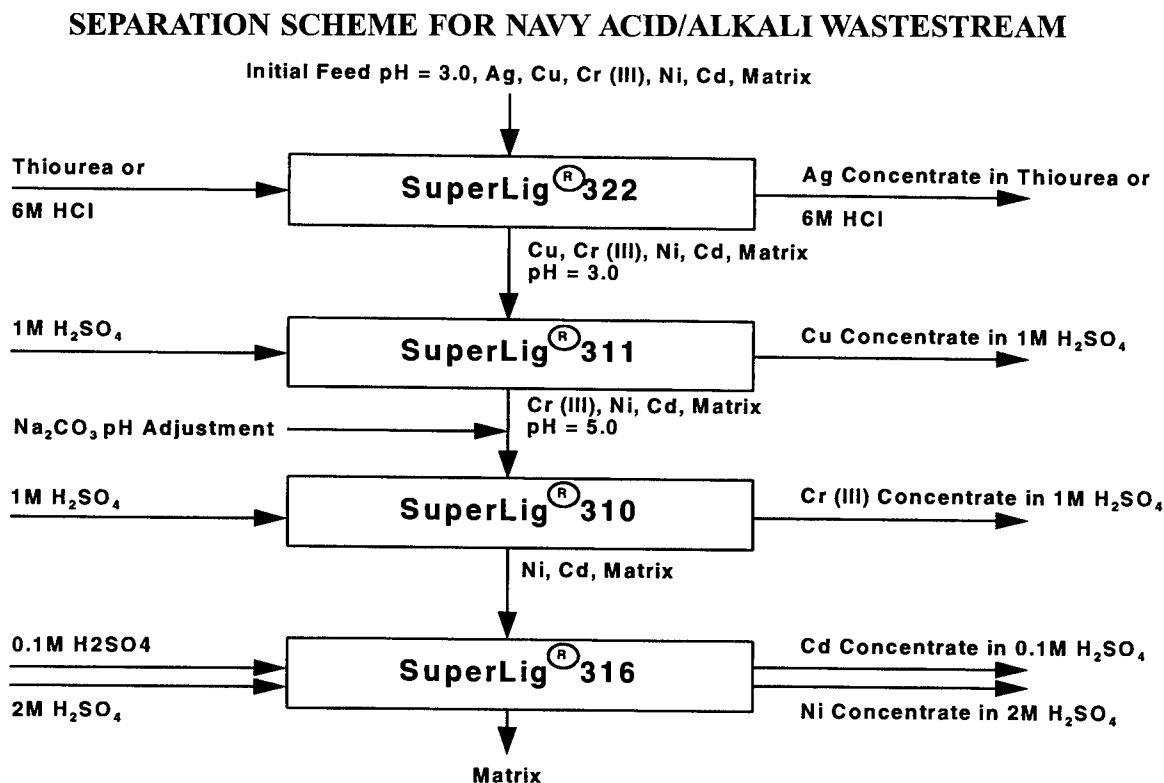 SEPARATION SCHEME FOR NAVY ACID/ALKALI WASTESTREAM
Initial Feed pH = 3.0, Ag, Cu, Cr (III), Ni, Cd, Matrix
Thiourea or
6M HCl
SuperLig®322
Ag Concentrate in Thiourea or
6M HCl
Cu, Cr (III), Ni, Cd, Matrix
pH = 3.0
1M H₂SO₄
SuperLig®311
Cu Concentrate in 1M H₂SO₄
Cr (III), Ni, Cd, Matrix
pH = 5.0
Na₂CO₃ pH Adjustment
1M H₂SO₄
SuperLig®310
Cr (III) Concentrate in 1M H₂SO₄
Ni, Cd, Matrix
0.1M H2SO4
2M H₂SO₄
SuperLig®316
Cd Concentrate in 0.1M H₂SO₄
Ni Concentrate in 2M H₂SO₄
Matrix